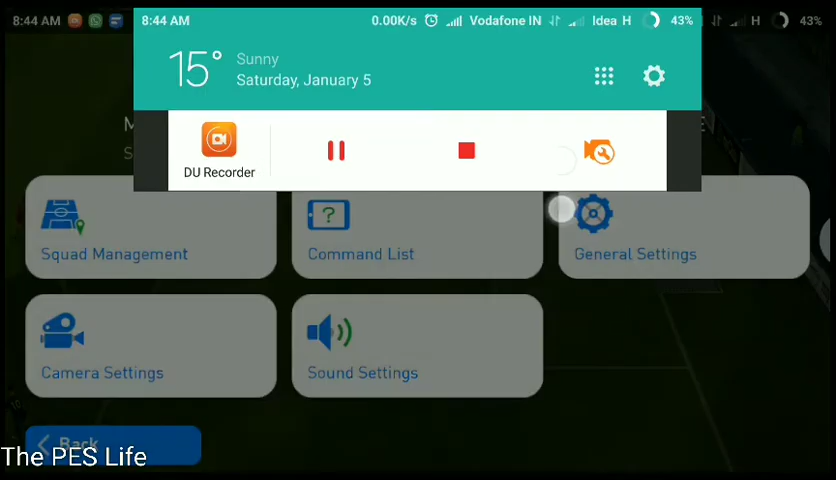 8:44 AM
8:44 AM
0.00K/s Vodafone IN Idea H 43%
H 43%
15° Sunny
Saturday, January 5
DU Recorder
Squad Management
Command List
General Settings
Camera Settings
Sound Settings
Back
The PES Life